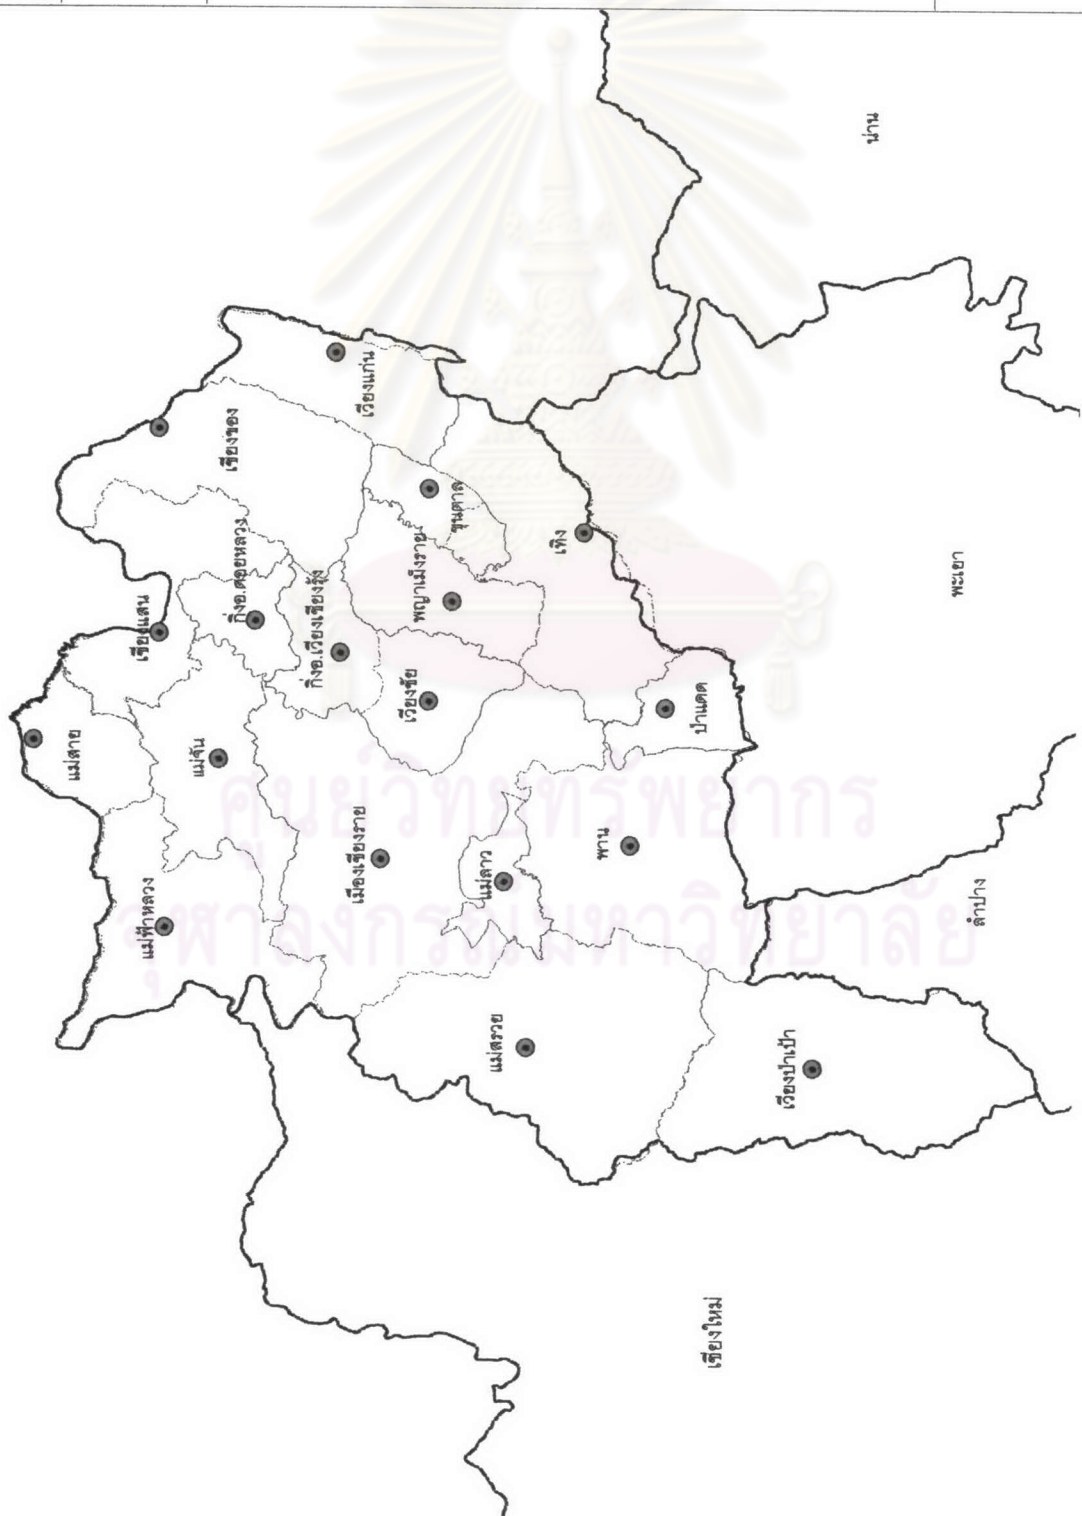 น่าน
เวียงแก่น
เชียงของ
ขุนตาล
กิ่งอ.ดอยหลวง
เทิง
พะเยา
พญาเม็งราย
เชียงแสน
กิ่งอ.เวียงเชียงรุ้ง
เวียงชัย
ป่าแดด
แม่สาย
แม่จัน
ศูนย์วิทยทรัพยากร
เมืองเชียงราย
พาน
แม่ลาว
แม่ฟ้าหลวง
จุฬาลงกรณ์มหาวิทยาลัย
ลำปาง
แม่สรวย
เวียงป่าเป้า
เชียงใหม่